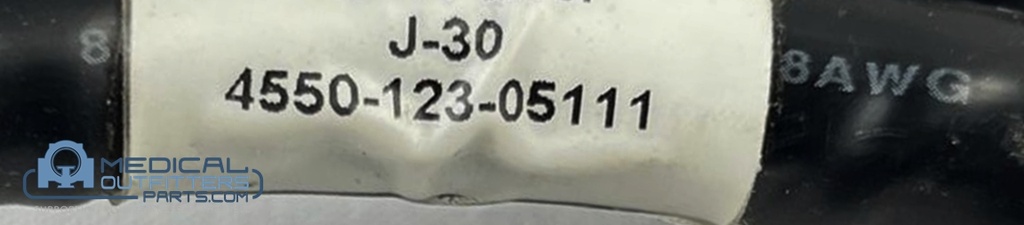 J-30
4550-123-05111
8
8AWG
MEDICAL
OUTFITTERS
PARTS.COM